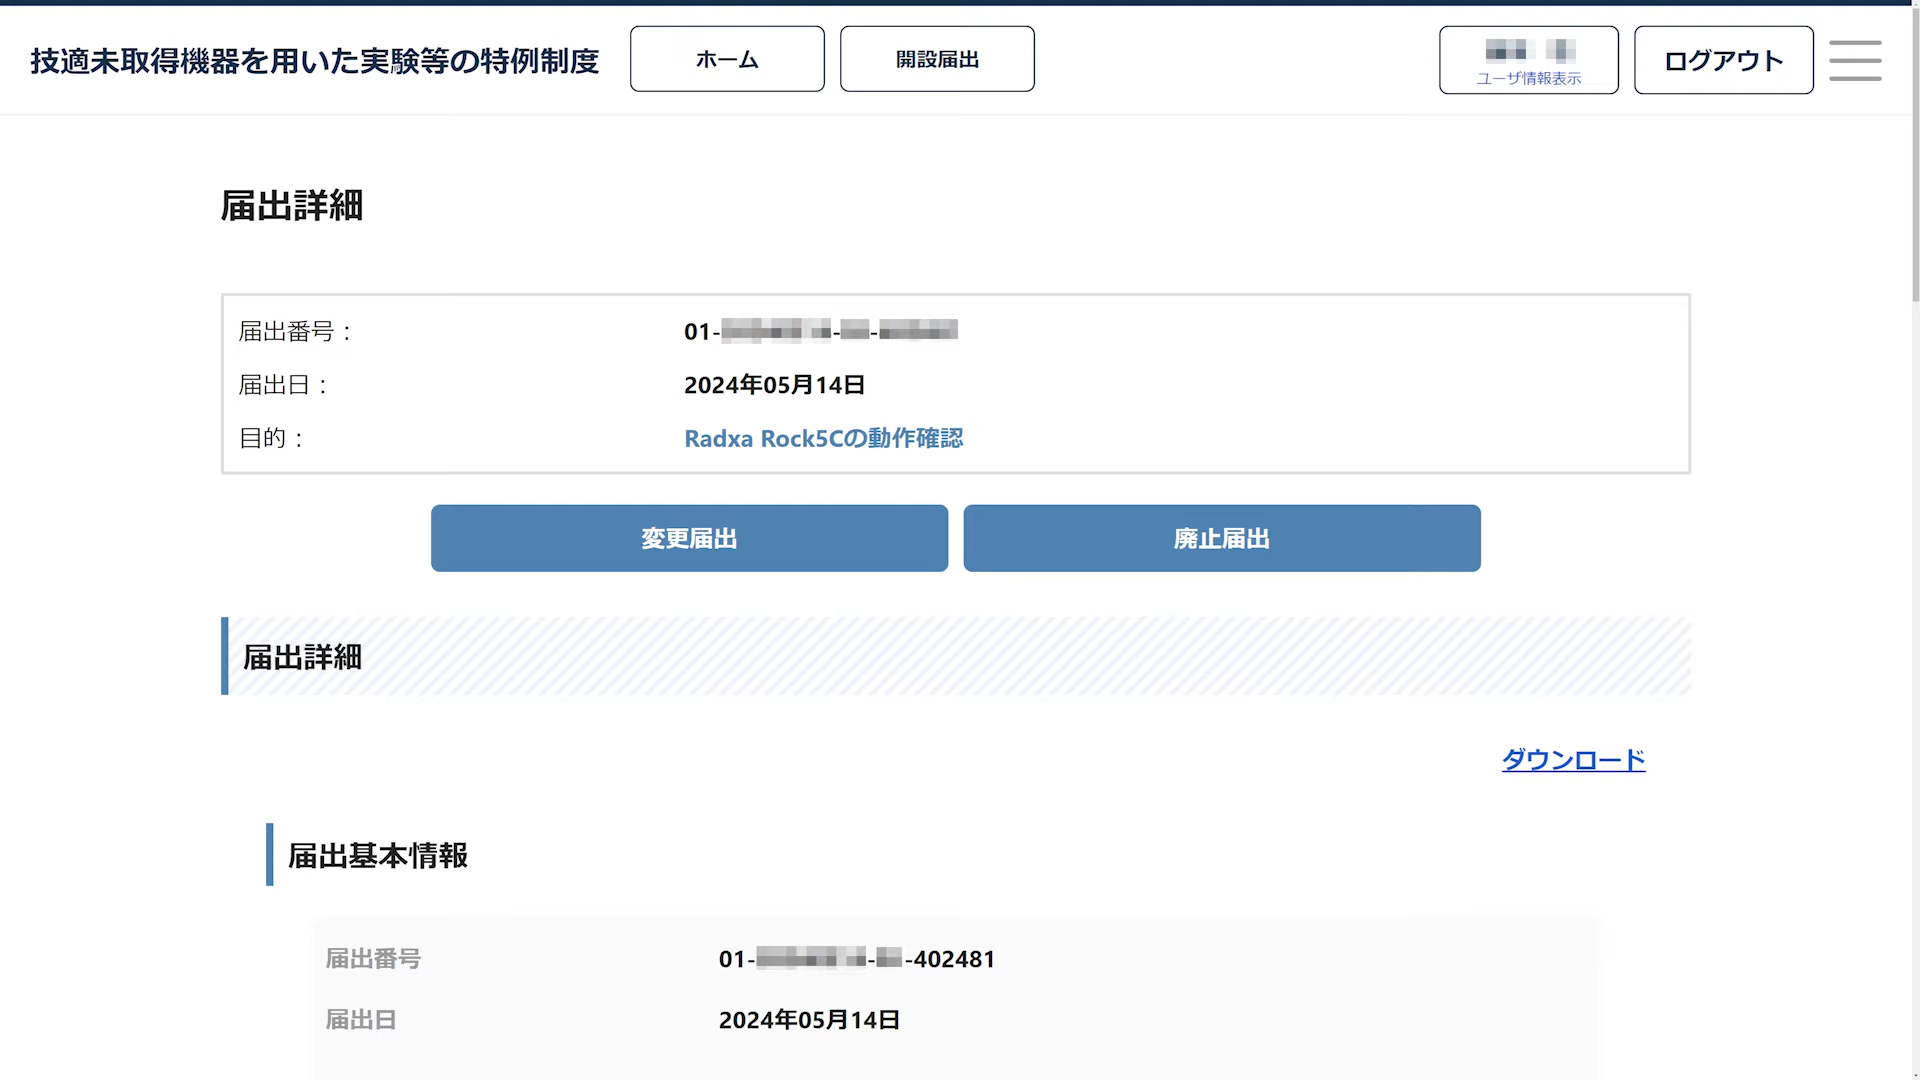 技適未取得機器を用いた実験等の特例制度
ホーム
開設届出
ユーザ情報表示
ログアウト
届出詳細
届出番号：
01-
届出日：
2024年05月14日
目的：
Radxa Rock5Cの動作確認
変更届出
廃止届出
届出詳細
ダウンロード
届出基本情報
届出番号
01- - -402481
届出日
2024年05月14日